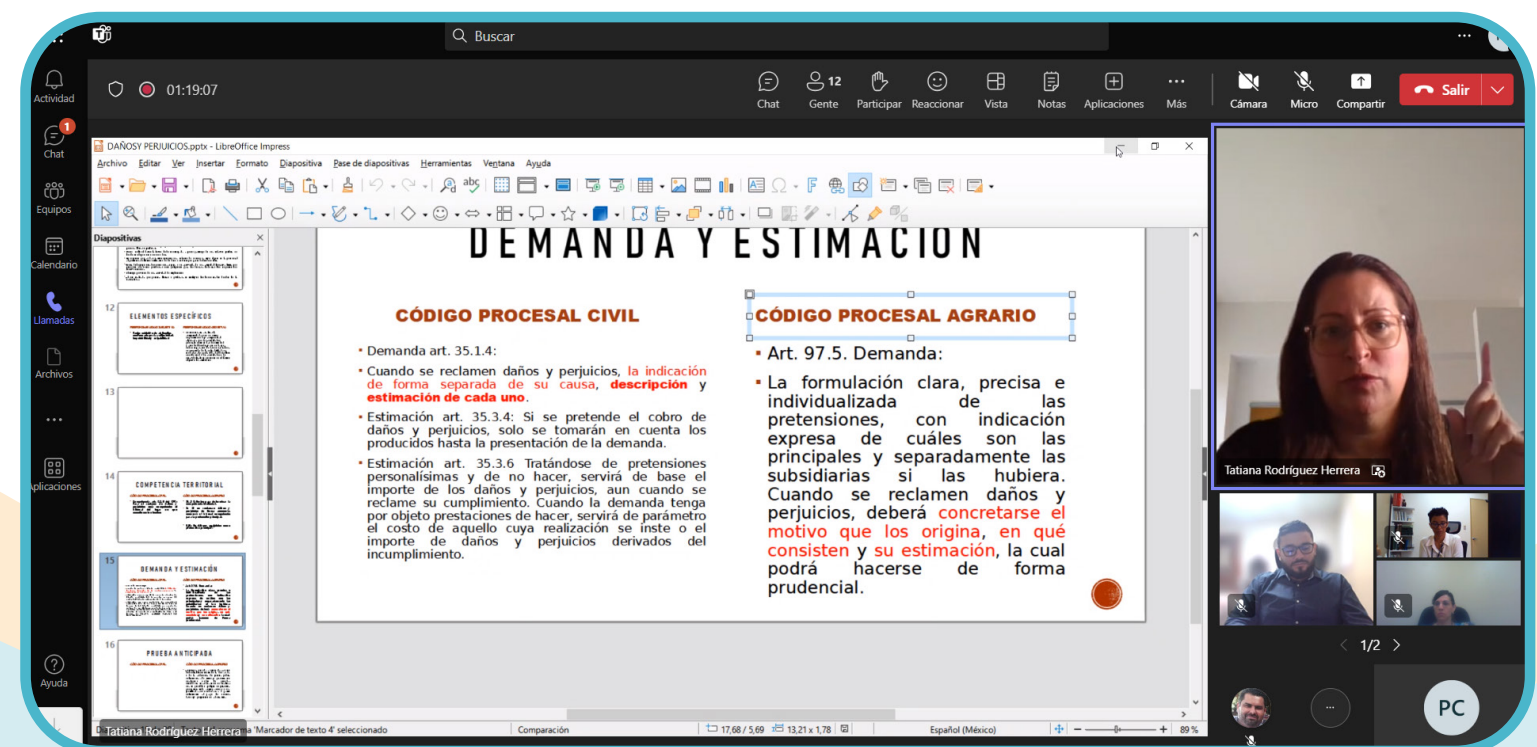 Buscar
Actividad
Chat
Equipos
Calendario
Llamadas
Archivos
Aplicaciones
Ayuda
1
01:19:07
Chat
12
Gente
Participar
Reaccionar
Vista
Notas
Aplicaciones
Más
Cámara
Micro
Compartir
Salir
DAÑOSY PERJUICIOS.pptx - LibreOffice Impress
Archivo Editar Ver Insertar Formato Diapositiva Pase de diapositivas Herramientas Ventana Ayuda
Diapositivas
12
ELEMENTOS ESPECÍFICOS
13
14
COMPETENCIA TERRITORIAL
15
DEMANDA Y ESTIMACIÓN
16
PRUEBA ANTICIPADA
DEMANDA Y ESTIMACIÓN
CÓDIGO PROCESAL CIVIL
▪ Demanda art. 35.1.4:
▪ Cuando se reclamen daños y perjuicios, la indicación
de forma separada de su causa, descripción y
estimación de cada uno.
▪ Estimación art. 35.3.4: Si se pretende el cobro de
daños y perjuicios, solo se tomarán en cuenta los
producidos hasta la presentación de la demanda.
▪ Estimación art. 35.3.6 Tratándose de pretensiones
personalísimas y de no hacer, servirá de base el
importe de los daños y perjuicios, aun cuando se
reclame su cumplimiento. Cuando la demanda tenga
por objeto prestaciones de hacer, servirá de parámetro
el costo de aquello cuya realización se inste o el
importe de daños y perjuicios derivados del
incumplimiento.
CÓDIGO PROCESAL AGRARIO
▪ Art. 97.5. Demanda:
▪ La formulación clara, precisa e
individualizada de las
pretensiones, con indicación
expresa de cuáles son las
principales y separadamente las
subsidiarias si las hubiera.
Cuando se reclamen daños y
perjuicios, deberá concretarse el
motivo que los origina, en qué
consisten y su estimación, la cual
podrá hacerse de forma
prudencial.
Tatiana Rodríguez Herrera
1/2
PC
Tatiana Rodríguez Herrera
'Marcador de texto 4' seleccionado
Comparación
17,68 / 5,69
13,21 x 1,78
Español (México)
89 %